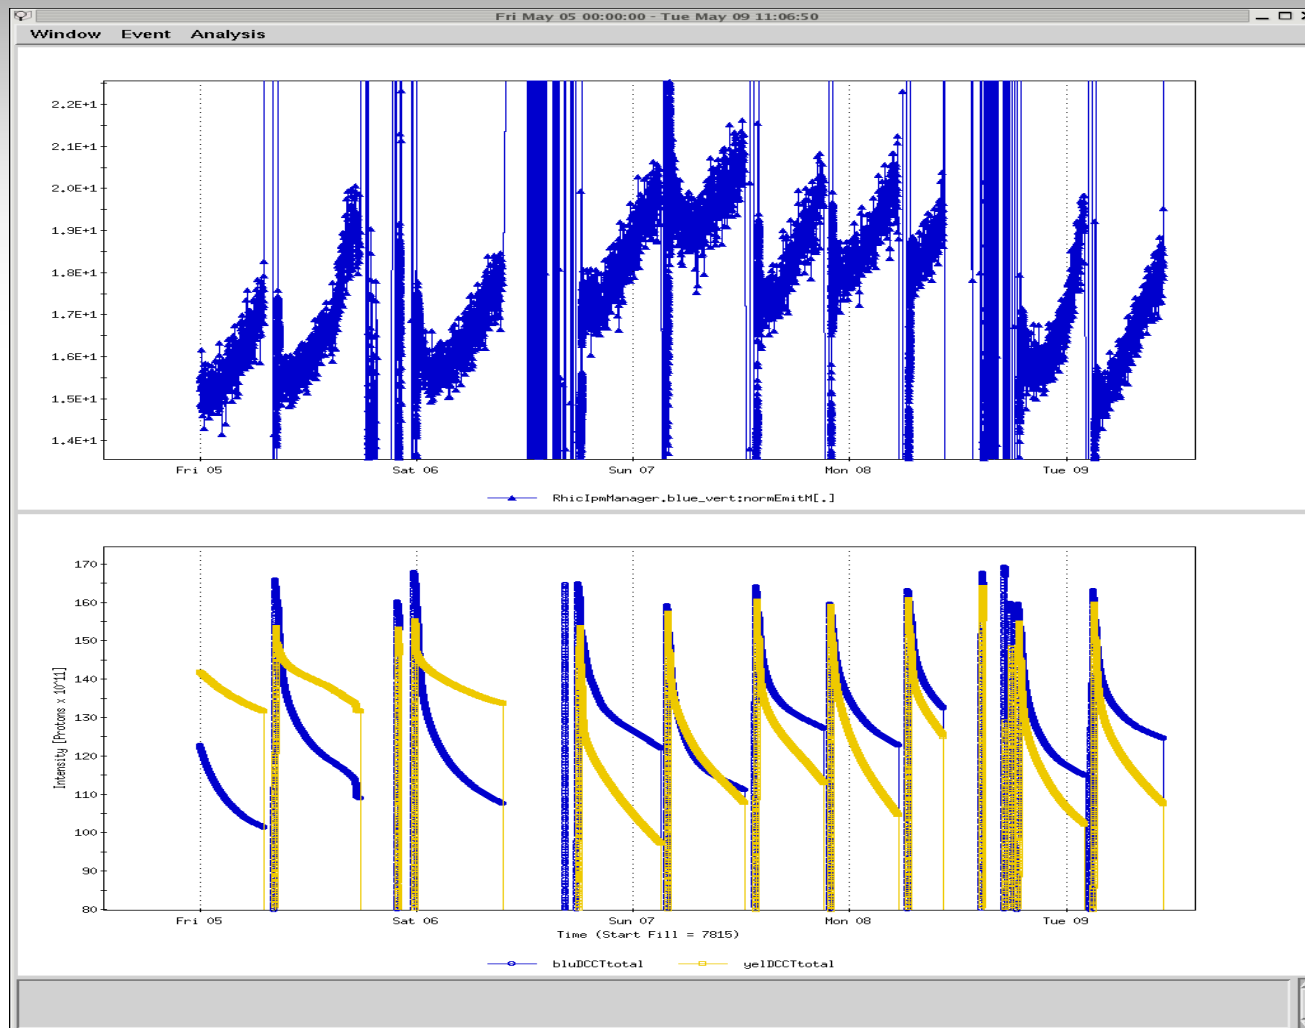 Fri May 05 00:00:00 - Tue May 09 11:06:50
Window Event Analysis
2.2E+1
2.1E+1
2.0E+1
1.9E+1
1.8E+1
1.7E+1
1.6E+1
1.5E+1
1.4E+1
Fri 05 Sat 06 Sun 07 Mon 08 Tue 09
RhicIpmManager.blue_vert:normEmitM[.]
Intensity [Protons x 10^11]
170
160
150
140
130
120
110
100
90
80
Fri 05 Sat 06 Sun 07 Mon 08 Tue 09
Time (Start Fill = 7815)
bluDCCTtotal yelDCCTtotal